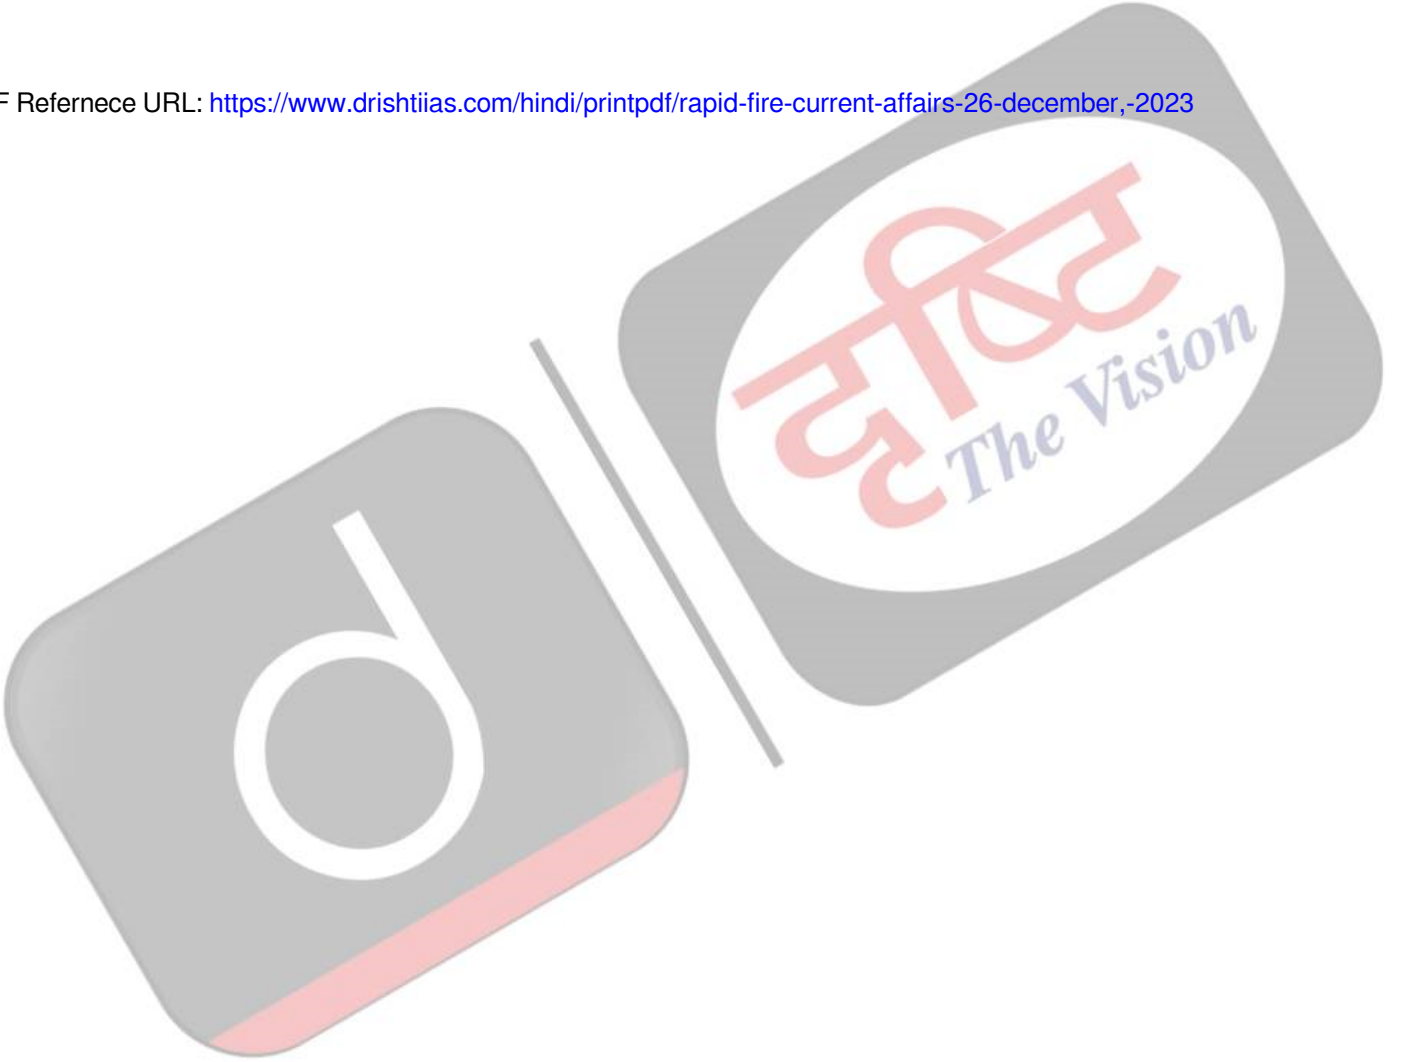 F Refernece URL: https://www.drishtiias.com/hindi/printpdf/rapid-fire-current-affairs-26-december,-2023
दृष्टि
The Vision
d